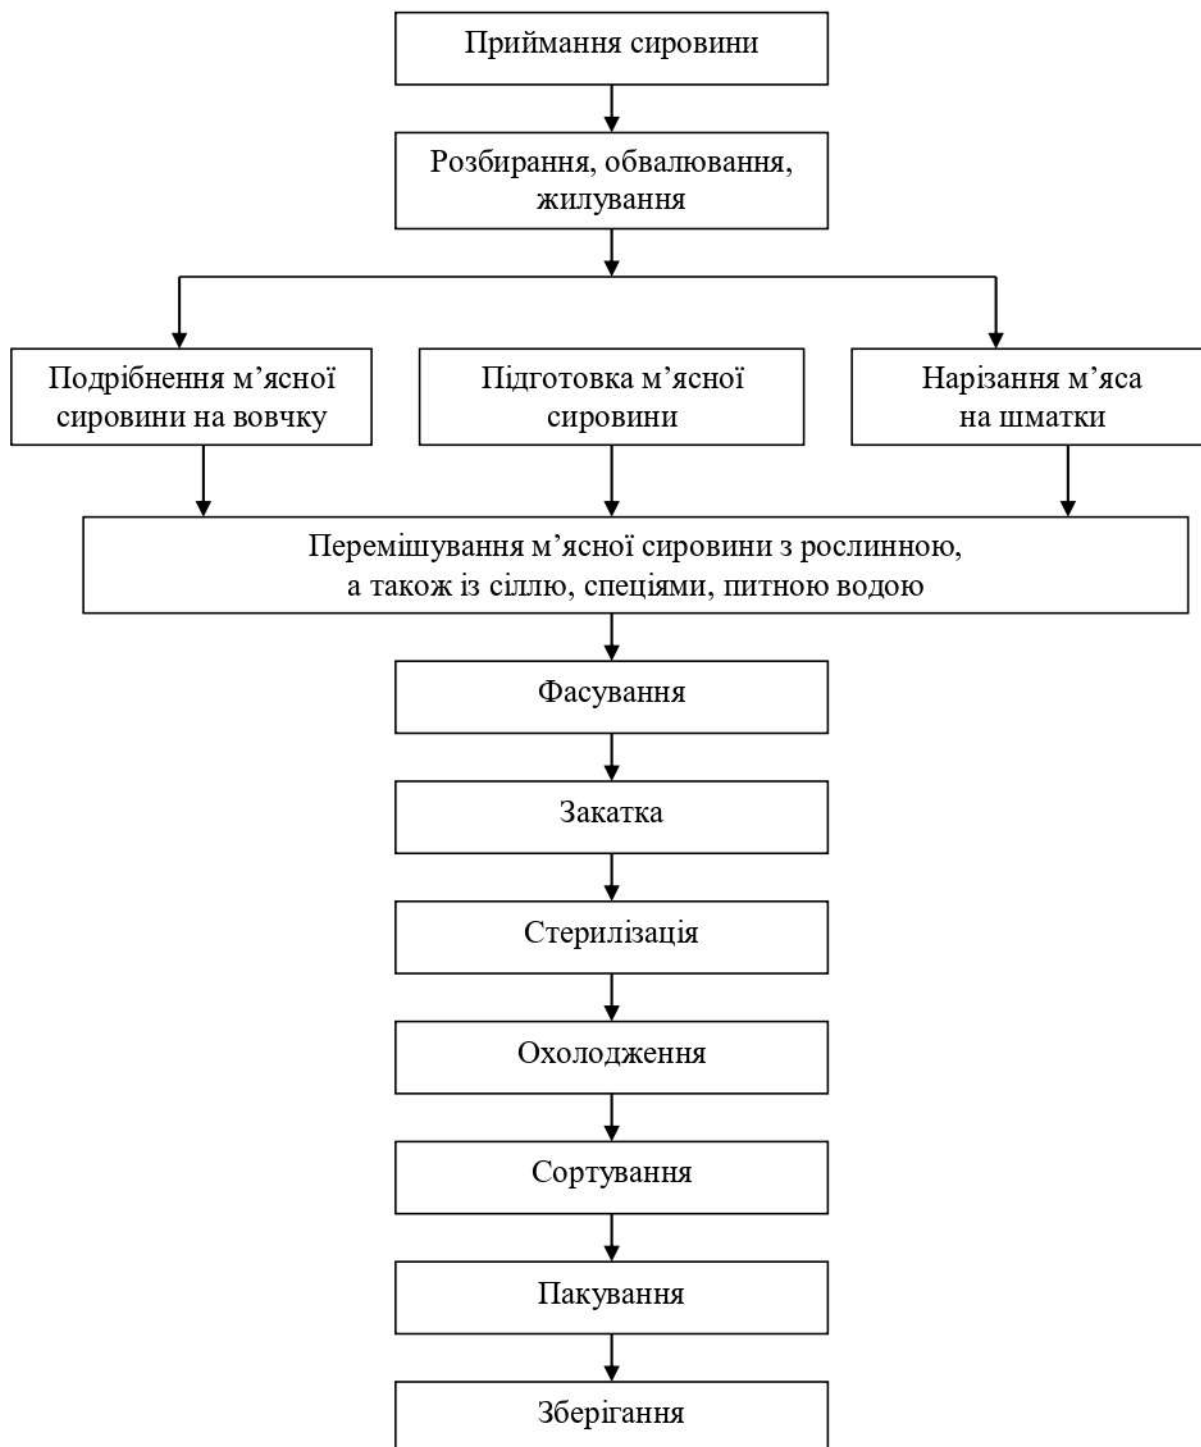 Приймання сировини
Розбирання, обвалювання,
жилування
Подрібнення м’ясної
сировини на вовчку
Підготовка м’ясної
сировини
Нарізання м’яса
на шматки
Перемішування м’ясної сировини з рослинною,
а також із сіллю, спеціями, питною водою
Фасування
Закатка
Стерилізація
Охолодження
Сортування
Пакування
Зберігання